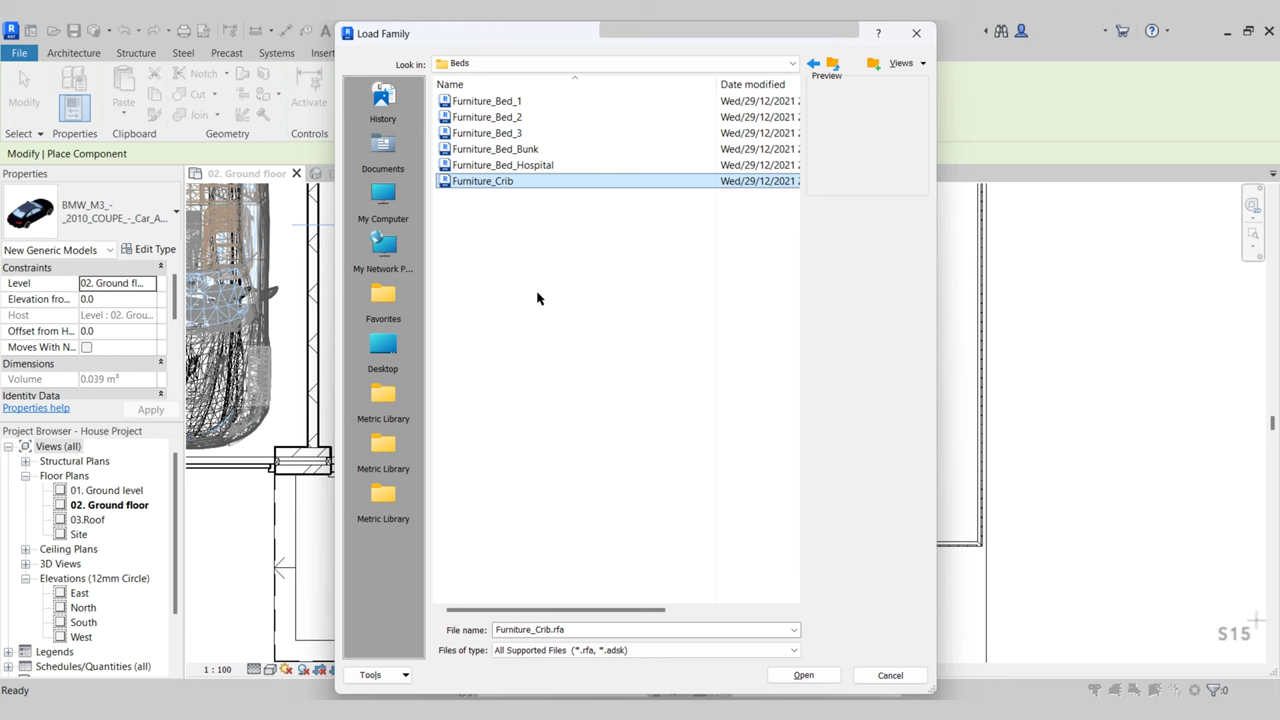 File
Architecture
Structure
Steel
Precast
Systems
Insert
Modify
Paste
Notch
Cut
Join
Activate
Select
Properties
Clipboard
Geometry
Controls
Modify | Place Component
Properties
BMW_M3_-
_2010_COUPE_-_Car_A...
New Generic Models
Edit Type
Constraints
Level
02. Ground fl...
Elevation fro...
0.0
Host
Level : 02. Grou...
Offset from H...
0.0
Moves With N...
Dimensions
Volume
0.039 m³
Identity Data
Properties help
Apply
Project Browser - House Project
Views (all)
Structural Plans
Floor Plans
01. Ground level
02. Ground floor
03.Roof
Site
Ceiling Plans
3D Views
Elevations (12mm Circle)
East
North
South
West
Legends
Schedules/Quantities (all)
Ready
02. Ground floor
1 : 100
Load Family
?
Look in:
Beds
Views
Preview
Name
Date modified
Furniture_Bed_1
Wed/29/12/2021
Furniture_Bed_2
Wed/29/12/2021
Furniture_Bed_3
Wed/29/12/2021
Furniture_Bed_Bunk
Wed/29/12/2021
Furniture_Bed_Hospital
Wed/29/12/2021
Furniture_Crib
Wed/29/12/2021
History
Documents
My Computer
My Network P...
Favorites
Desktop
Metric Library
Metric Library
Metric Library
File name:
Furniture_Crib.rfa
Files of type:
All Supported Files (*.rfa, *.adsk)
Tools
Open
Cancel
S15
:0